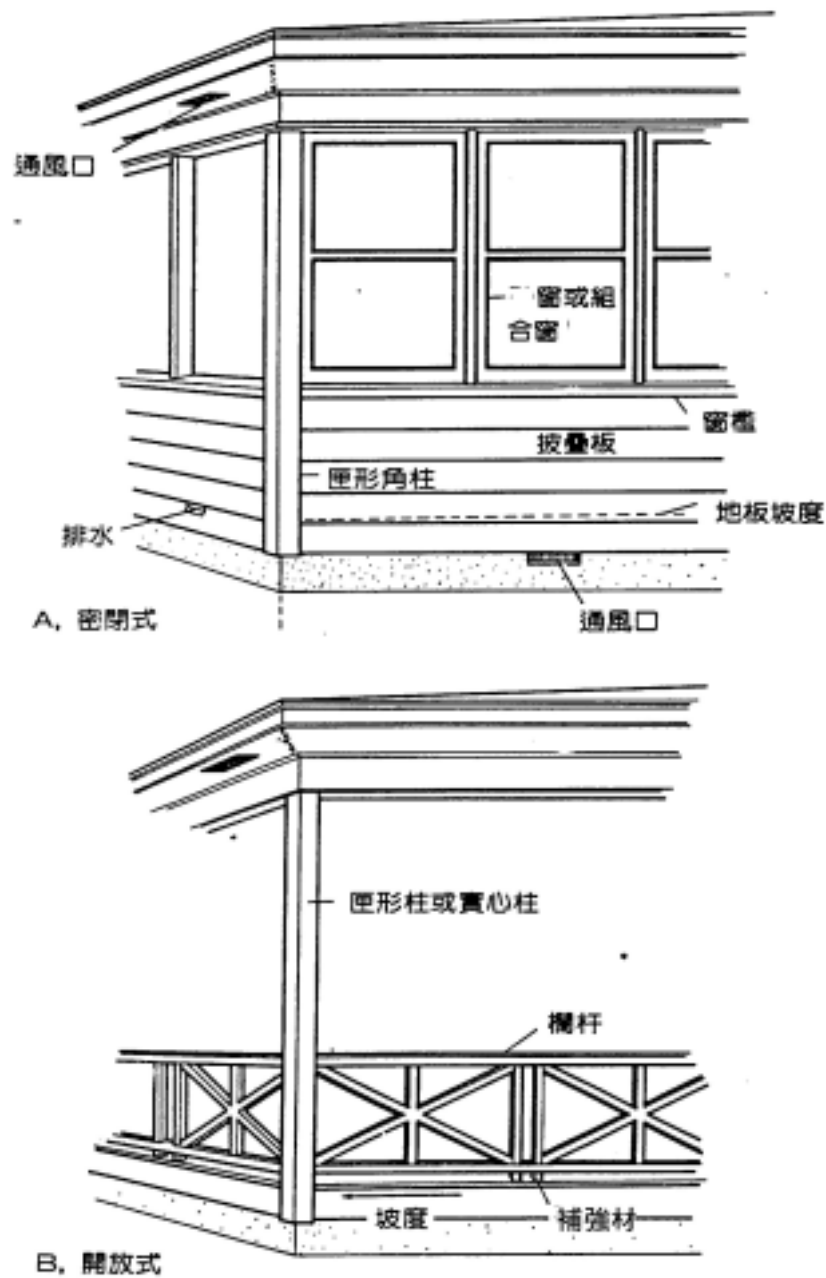 通風口
窗或組
合窗
窗檻
披疊板
匣形角柱
地板坡度
排水
通風口
A. 密閉式
匣形柱或實心柱
欄杆
坡度
補強材
B. 開放式